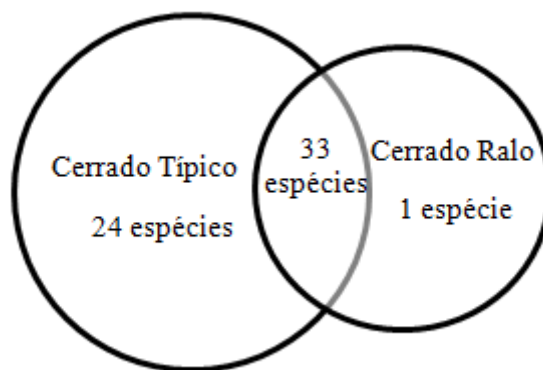 Cerrado Típico
24 espécies
33
espécies
Cerrado Ralo
1 espécie